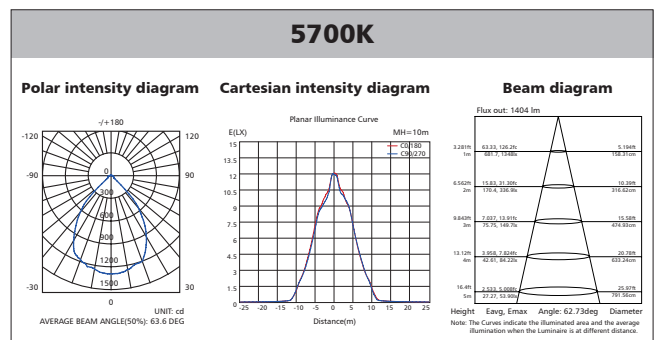 5700K
Polar intensity diagram
-/+180
-120
120
-90
90
0
300
600
900
1200
1500
-30
30
0
UNIT: cd
AVERAGE BEAM ANGLE(50%): 63.6 DEG
Cartesian intensity diagram
Planar Illuminance Curve
E(LX)
MH=10m
C0/180
C90/270
15
13.5
12
10.5
9
7.5
6
4.5
3
1.5
0
-25 -20 -15 -10 -5 0 5 10 15 20 25
Distance(m)
Beam diagram
Flux out: 1404 lm
3.281ft 63.33, 126.2fc 5.194ft
1m 681.7, 1348lx 158.31cm
6.562ft 15.83, 31.30fc 10.39ft
2m 170.4, 336.9lx 316.62cm
9.843ft 7.037, 13.91fc 15.58ft
3m 75.75, 149.7lx 474.93cm
13.12ft 3.958, 7.824fc 20.78ft
4m 42.61, 84.22lx 633.24cm
16.4ft 2.533, 5.008fc 25.97ft
5m 27.27, 53.90lx 791.56cm
Height Eavg, Emax Angle: 62.73deg Diameter
Note: The Curves indicate the illuminated area and the average
illumination when the Luminaire is at different distance.